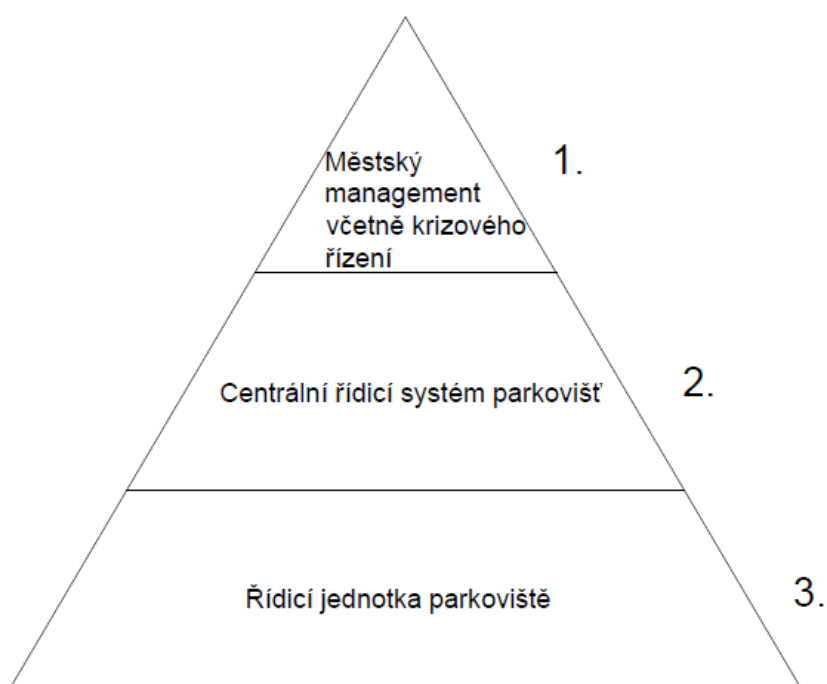 Městský
management
včetně krizového
řízení
1.
Centrální řídicí systém parkovišť
2.
Řídicí jednotka parkoviště
3.